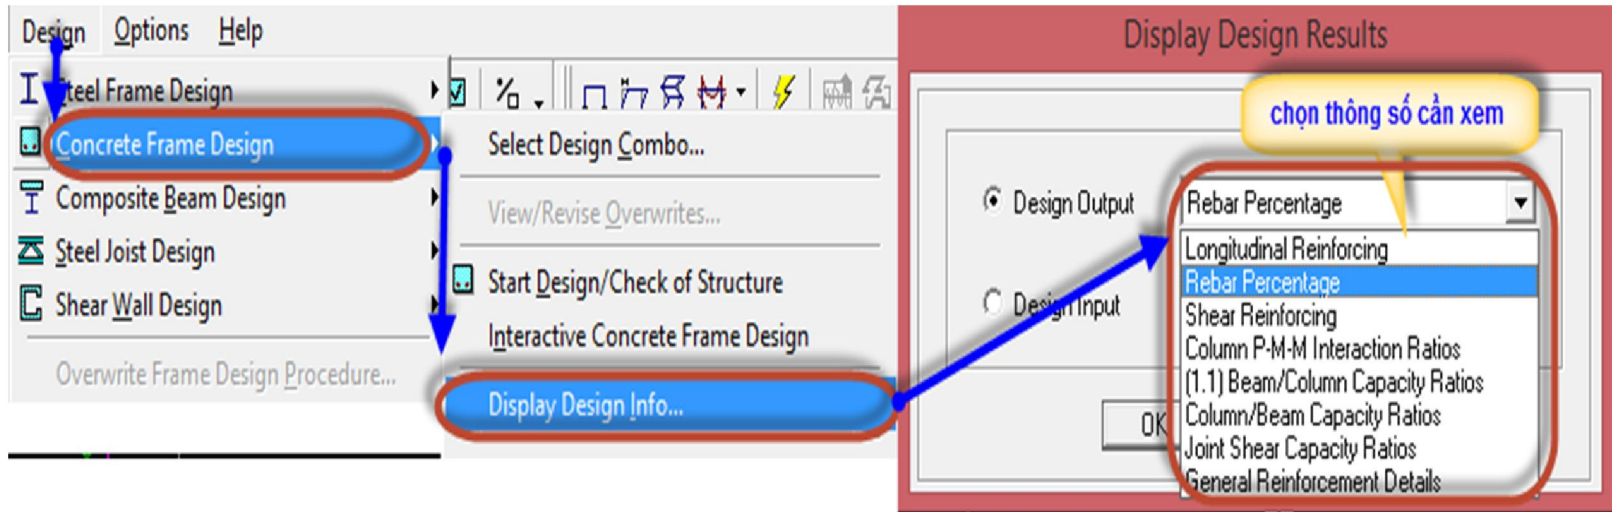 Design Options Help
Steel Frame Design
Concrete Frame Design
Composite Beam Design
Steel Joist Design
Shear Wall Design
Overwrite Frame Design Procedure...
Select Design Combo...
View/Revise Overwrites...
Start Design/Check of Structure
Interactive Concrete Frame Design
Display Design Info...
Display Design Results
chọn thông số cần xem
Design Output Rebar Percentage
Longitudinal Reinforcing
Rebar Percentage
Design Input
Shear Reinforcing
Column P-M-M Interaction Ratios
(1.1) Beam/Column Capacity Ratios
Column/Beam Capacity Ratios
OK
Joint Shear Capacity Ratios
General Reinforcement Details